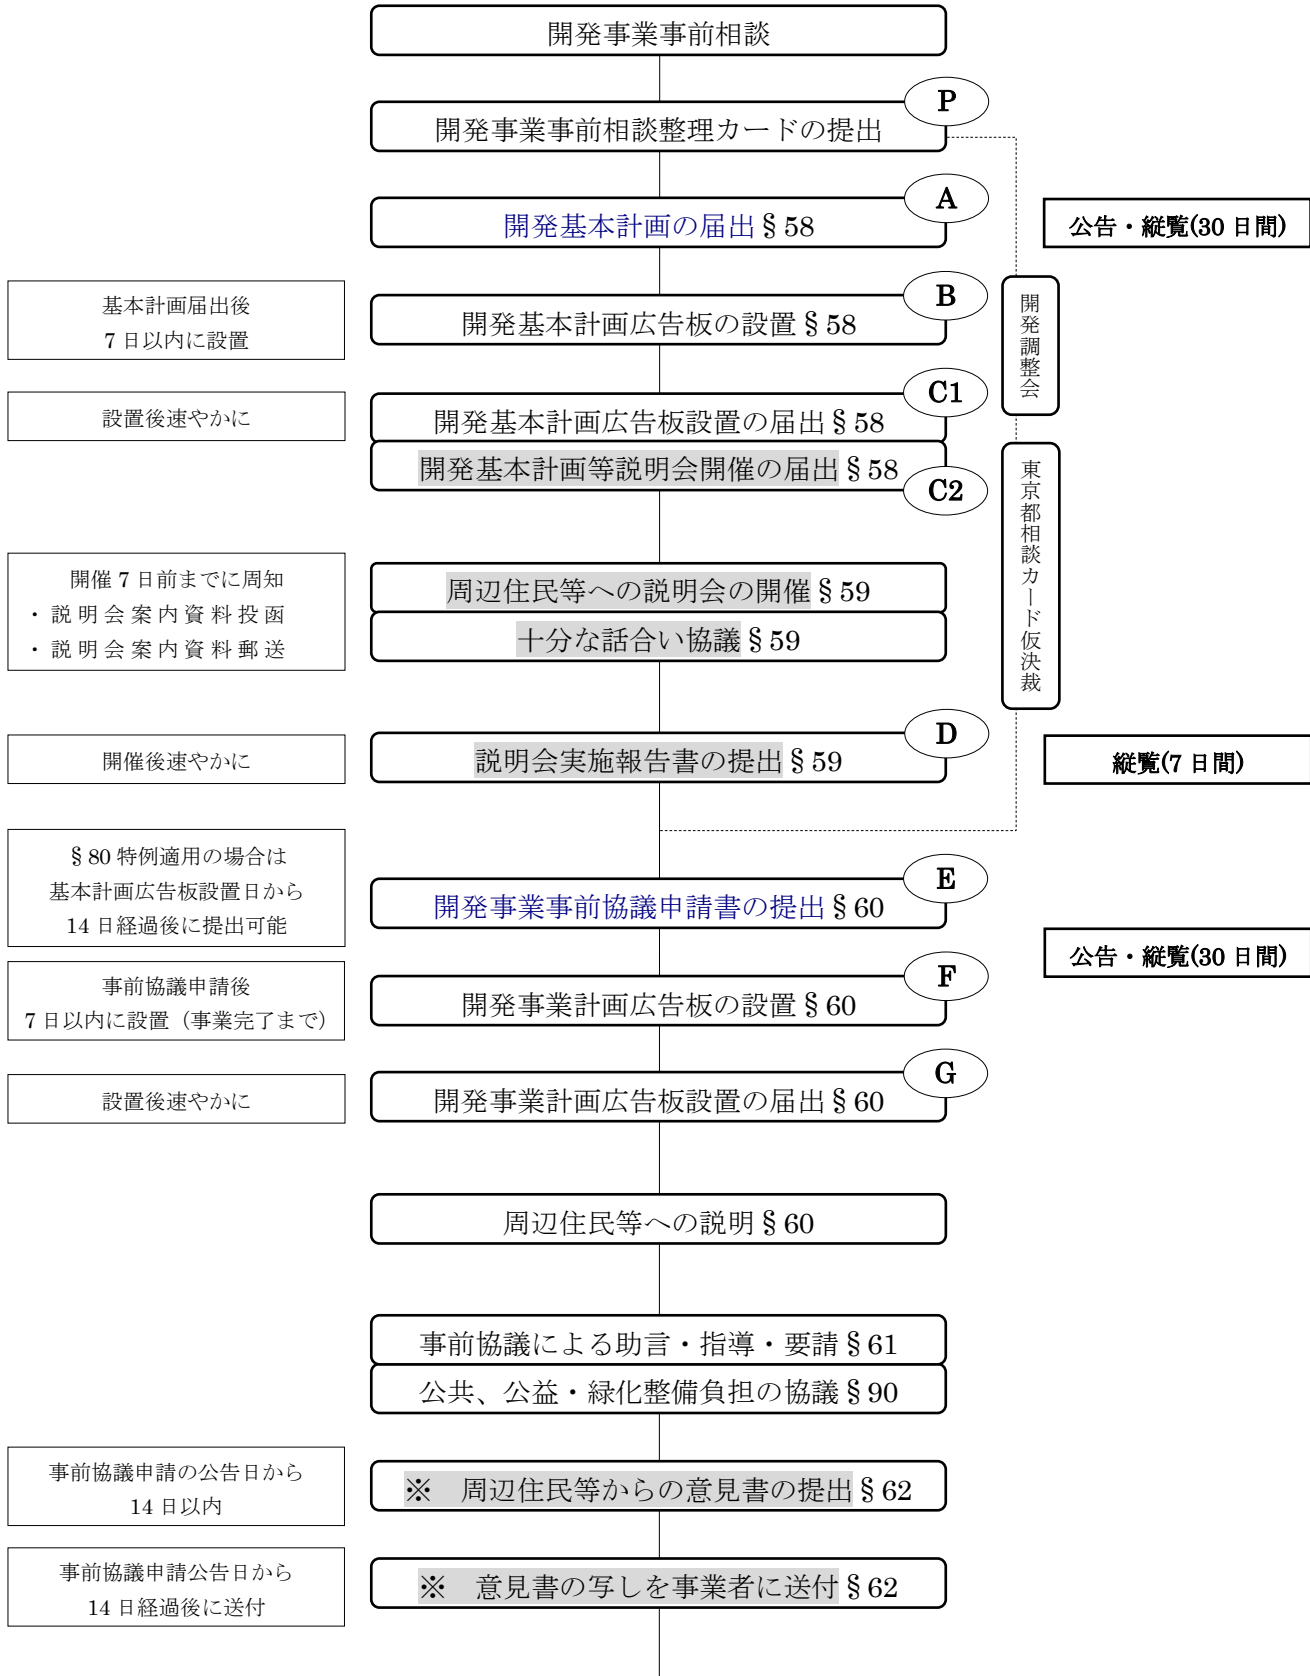 開発事業事前相談
P
開発事業事前相談整理カードの提出
A
開発基本計画の届出§58
公告・縦覧(30日間)
基本計画届出後
7日以内に設置
B
開発基本計画広告板の設置§58
開発調整会
設置後速やかに
C1
開発基本計画広告板設置の届出§58
開発基本計画等説明会開催の届出§58
C2
東京都相談カード仮決裁
開催7日前までに周知
・説明会案内資料投函
・説明会案内資料郵送
周辺住民等への説明会の開催§59
十分な話合い協議§59
開催後速やかに
D
説明会実施報告書の提出§59
縦覧(7日間)
§80特例適用の場合は
基本計画広告板設置日から
14日経過後に提出可能
E
開発事業事前協議申請書の提出§60
公告・縦覧(30日間)
事前協議申請後
7日以内に設置（事業完了まで）
F
開発事業計画広告板の設置§60
設置後速やかに
G
開発事業計画広告板設置の届出§60
周辺住民等への説明§60
事前協議による助言・指導・要請§61
公共、公益・緑化整備負担の協議§90
事前協議申請の公告日から
14日以内
※　周辺住民等からの意見書の提出§62
事前協議申請公告日から
14日経過後に送付
※　意見書の写しを事業者に送付§62